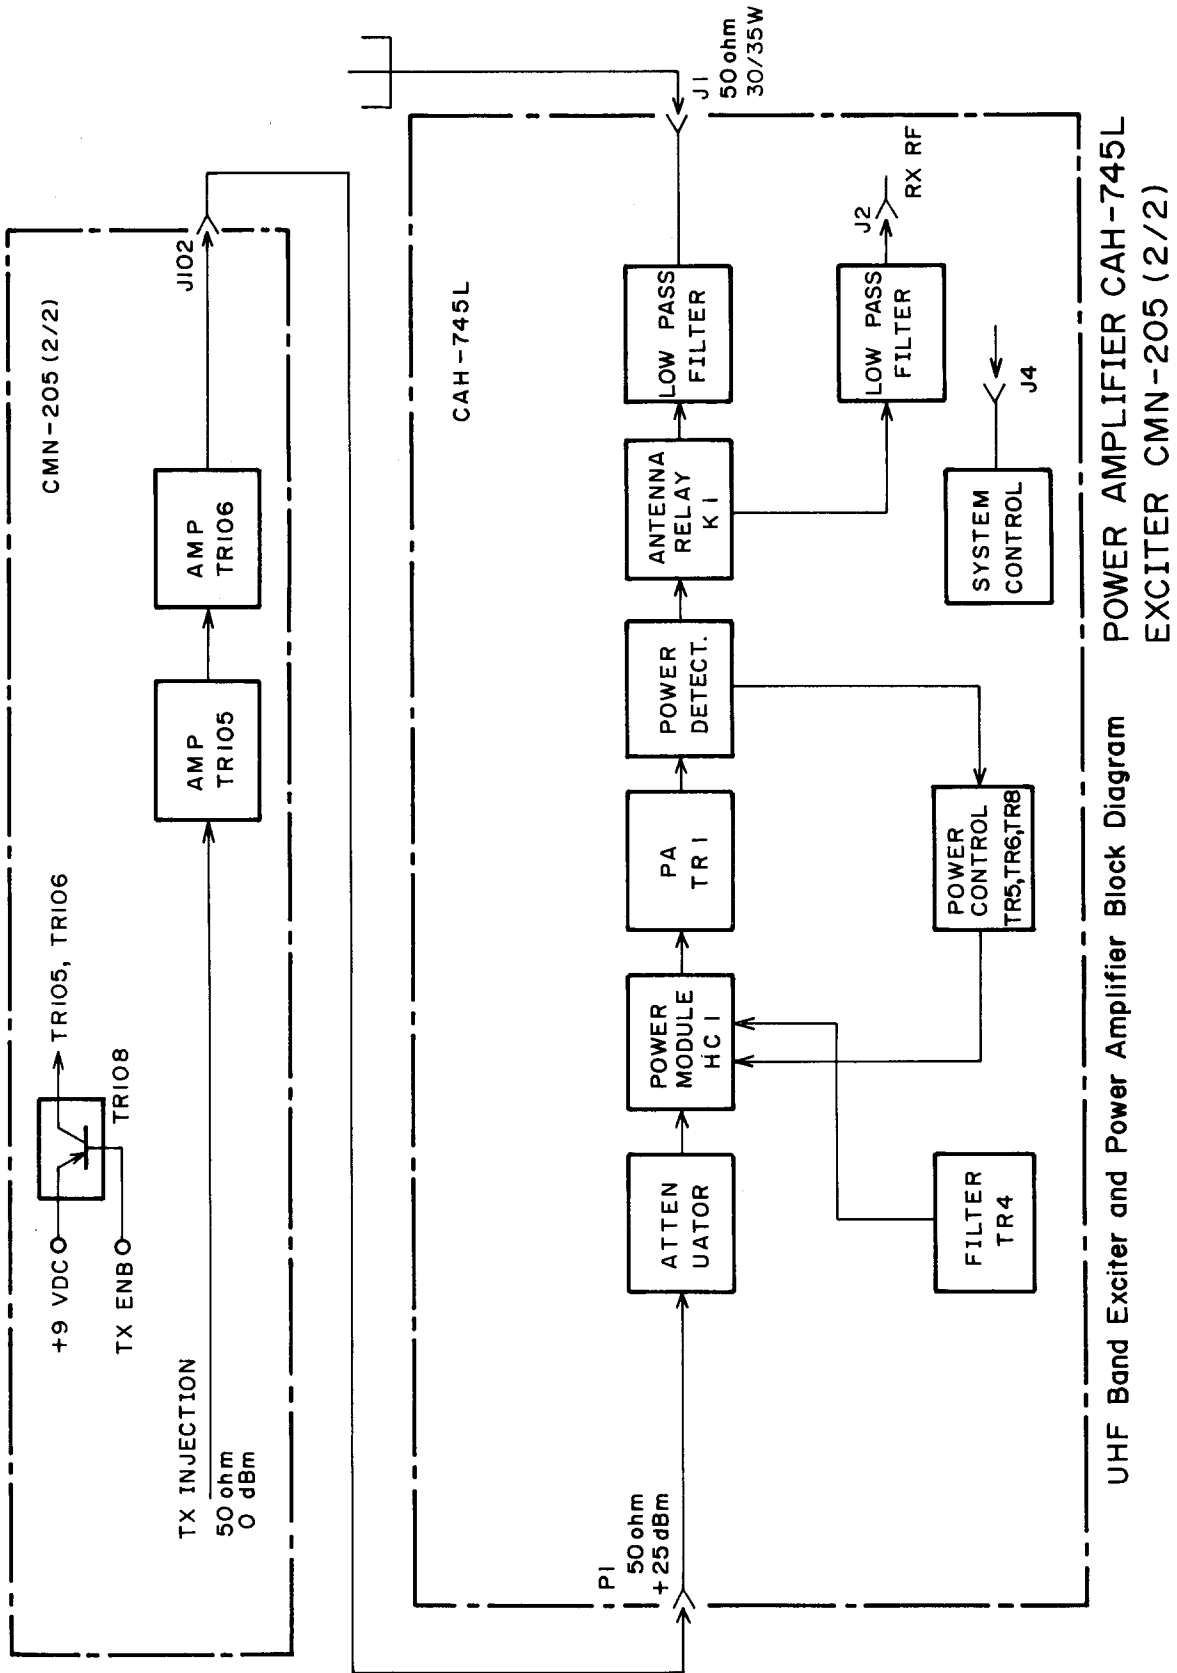 CMN-205 (2/2)
+9 VDC
TX ENB
TR108
TR105, TR106
TX INJECTION
50 ohm
0 dBm
AMP
TR105
AMP
TR106
J102
CAH-745L
P1
50 ohm
+25 dBm
ATTEN
UATOR
POWER
MODULE
HC1
PA
TR1
POWER
DETECT.
ANTENNA
RELAY
K1
LOW PASS
FILTER
J1
50 ohm
30/35W
LOW PASS
FILTER
J2
RX RF
FILTER
TR4
POWER
CONTROL
TR5,TR6,TR8
SYSTEM
CONTROL
J4
UHF Band Exciter and Power Amplifier Block Diagram
POWER AMPLIFIER CAH-745L
EXCITER CMN-205 (2/2)